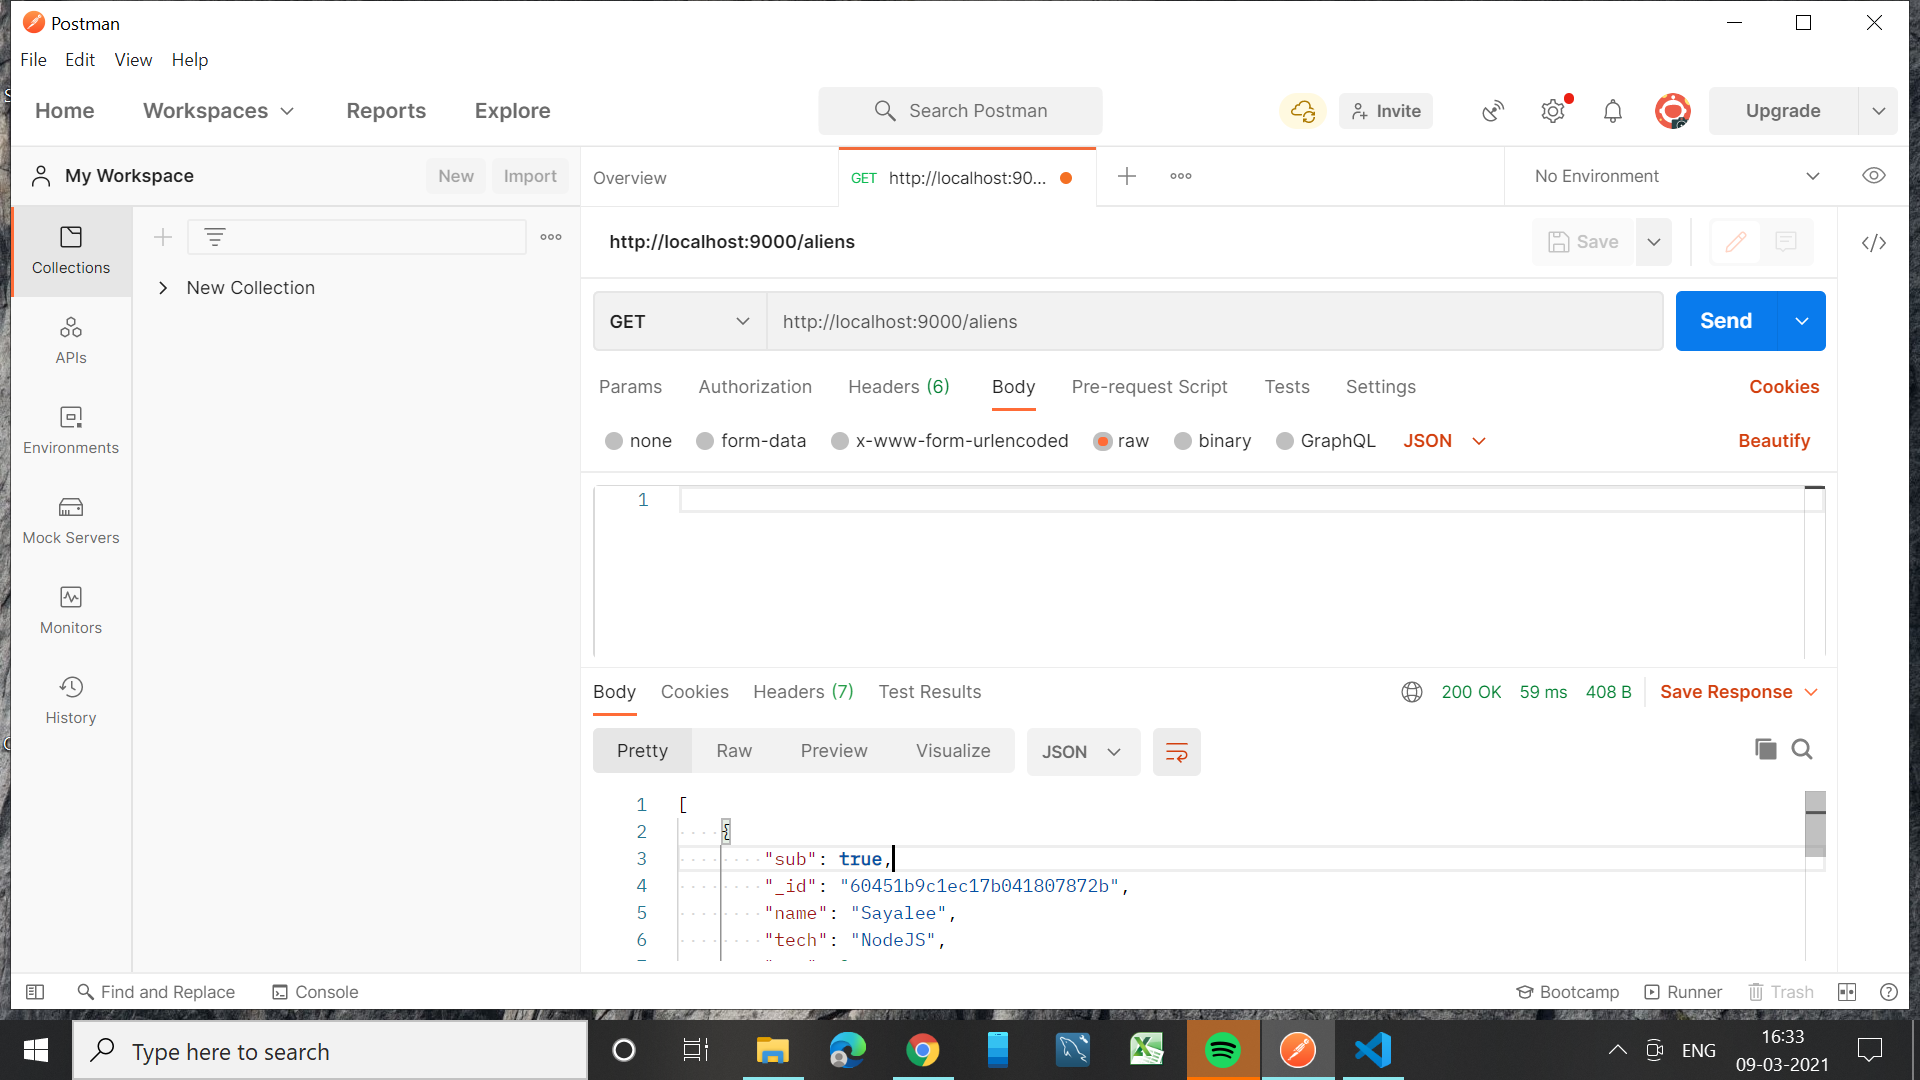 Postman
File Edit View Help
Home Workspaces Reports Explore Search Postman Invite Upgrade
My Workspace New Import Overview GET http://localhost:90... No Environment
Collections
APIs
Environments
Mock Servers
Monitors
History
New Collection
http://localhost:9000/aliens Save
GET http://localhost:9000/aliens Send
Params Authorization Headers (6) Body Pre-request Script Tests Settings Cookies
none form-data x-www-form-urlencoded raw binary GraphQL JSON Beautify
1
Body Cookies Headers (7) Test Results 200 OK 59 ms 408 B Save Response
Pretty Raw Preview Visualize JSON
1 [
2 {
3 "sub": true,
4 "_id": "60451b9c1ec17b041807872b",
5 "name": "Sayalee",
6 "tech": "NodeJS",
Find and Replace Console Bootcamp Runner Trash
Type here to search ENG 16:33
09-03-2021